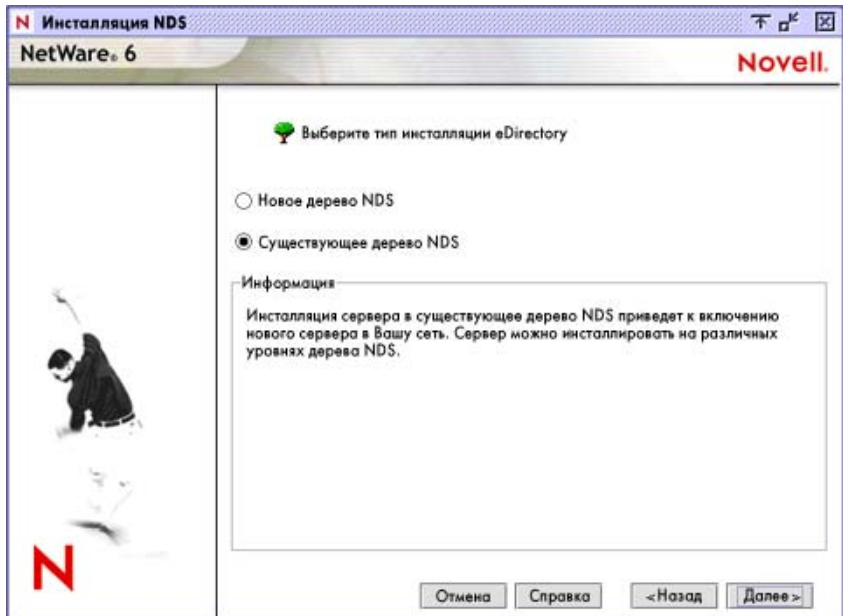 N Инсталляция NDS
NetWare® 6
Novell.
Выберите тип инсталляции eDirectory
Новое дерево NDS
Существующее дерево NDS
Информация
Инсталляция сервера в существующее дерево NDS приведет к включению
нового сервера в Вашу сеть. Сервер можно инсталлировать на различных
уровнях дерева NDS.
N
Отмена Справка <Назад Далее >